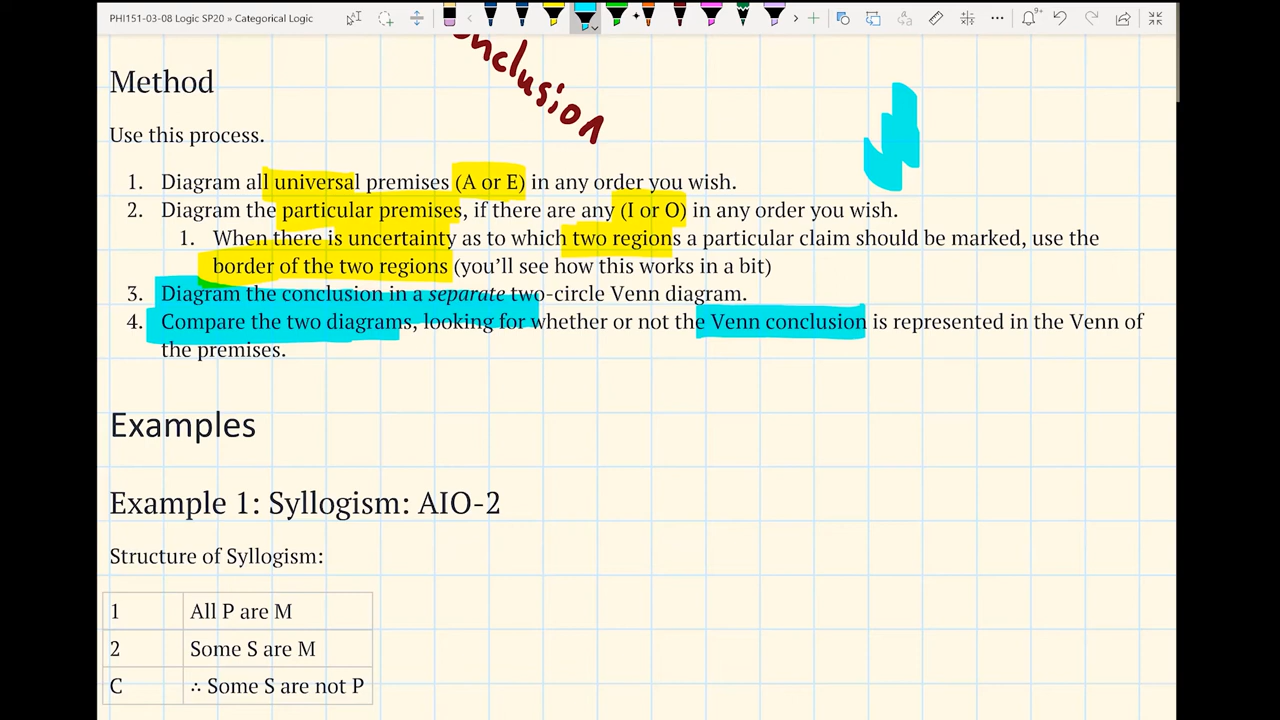 PHI151-03-08 Logic SP20 » Categorical Logic
9+
nclusion
Method
Use this process.
1. Diagram all universal premises (A or E) in any order you wish.
2. Diagram the particular premises, if there are any (I or O) in any order you wish.
1. When there is uncertainty as to which two regions a particular claim should be marked, use the
border of the two regions (you'll see how this works in a bit)
3. Diagram the conclusion in a separate two-circle Venn diagram.
4. Compare the two diagrams, looking for whether or not the Venn conclusion is represented in the Venn of
the premises.
Examples
Example 1: Syllogism: AIO-2
Structure of Syllogism:
1 All P are M
2 Some S are M
C ∴ Some S are not P